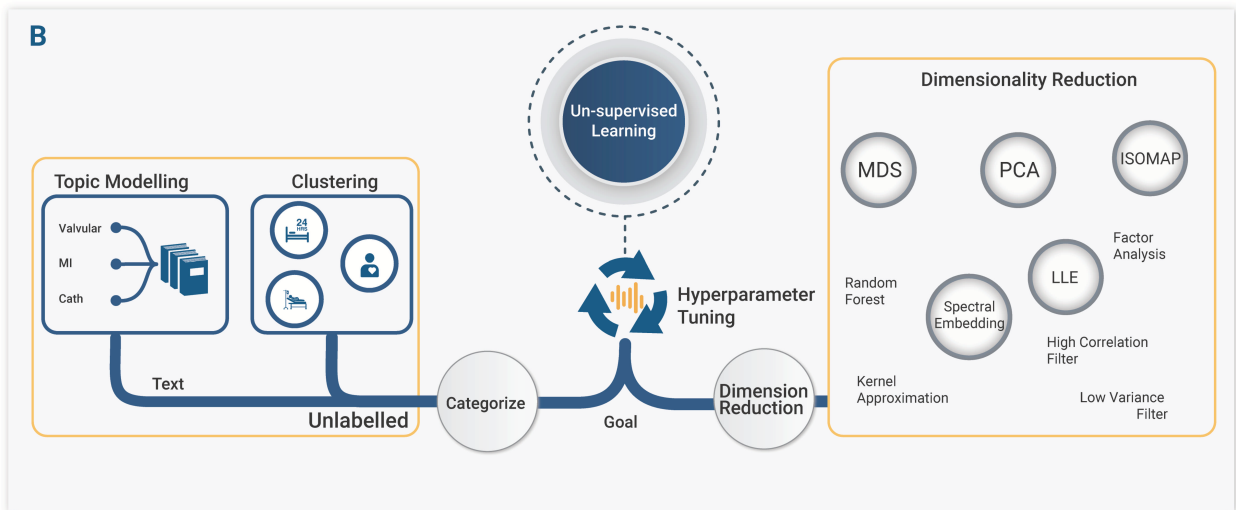 B
Un-supervised
Learning
Topic Modelling
Valvular
MI
Cath
Clustering
24
HRS
Text
Unlabelled
Categorize
Hyperparameter
Tuning
Goal
Dimension
Reduction
Dimensionality Reduction
MDS
PCA
ISOMAP
Factor
Analysis
LLE
Random
Forest
Spectral
Embedding
High Correlation
Filter
Kernel
Approximation
Low Variance
Filter